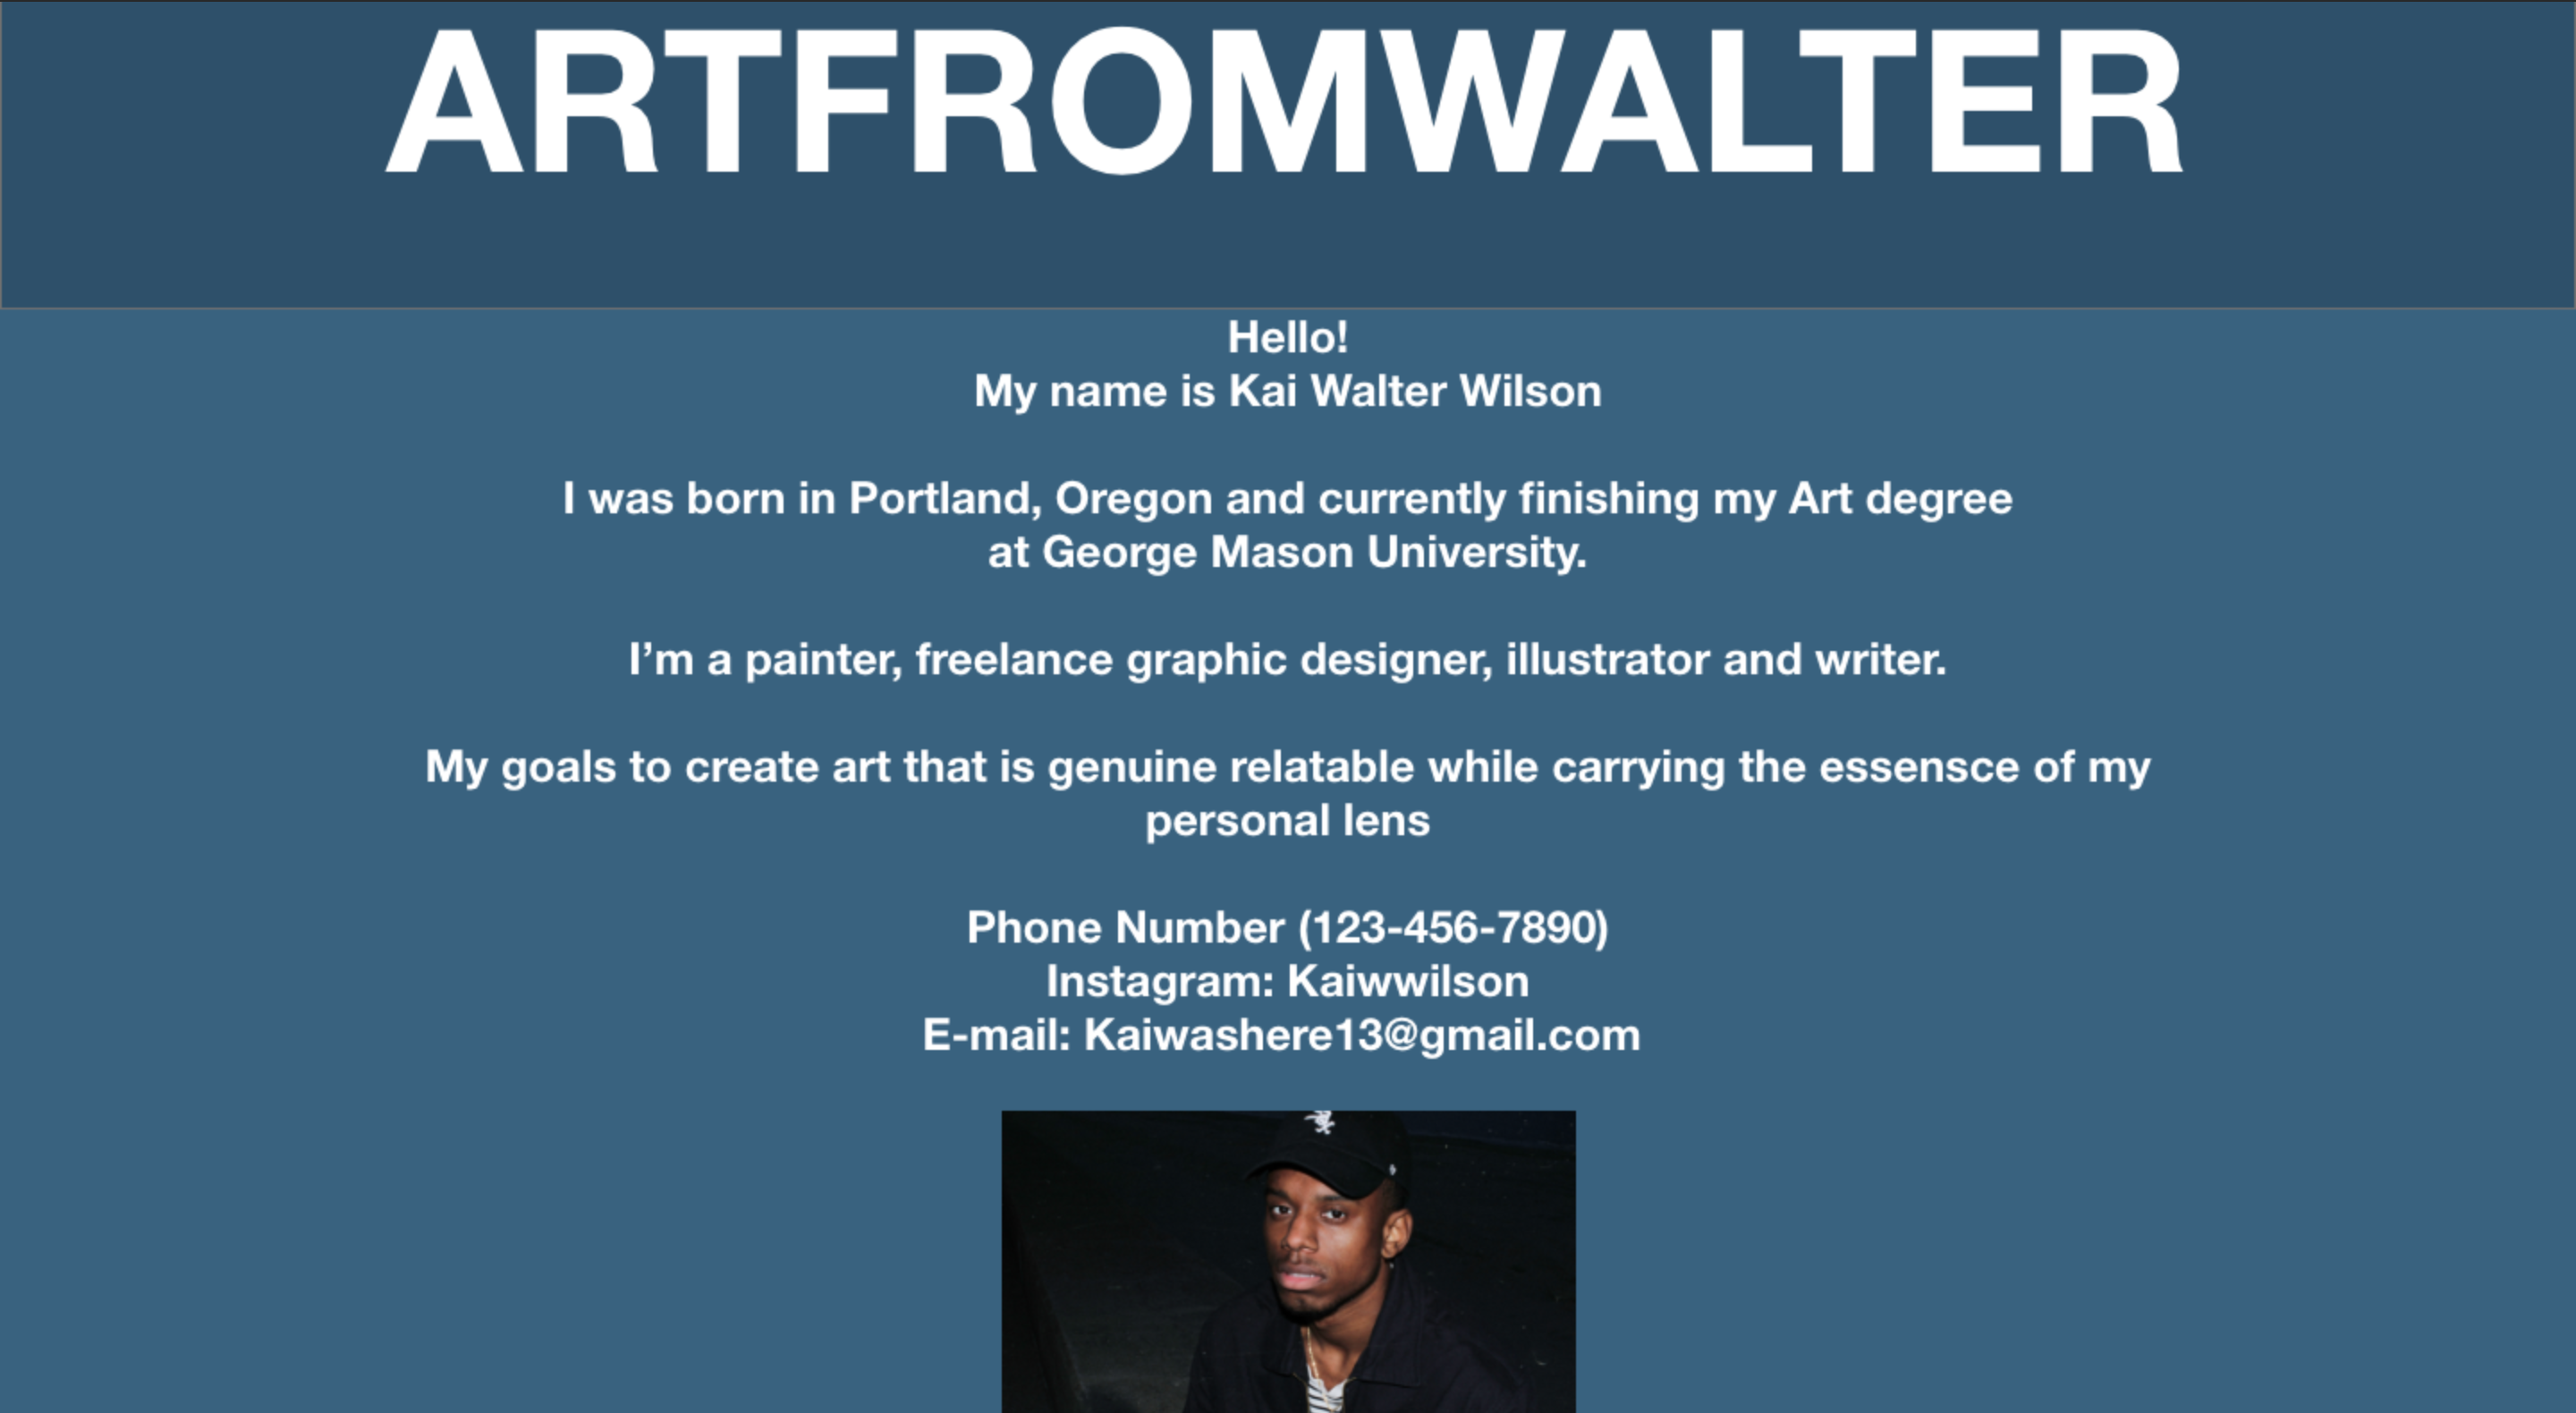 ARTFROMWALTER
Hello!
My name is Kai Walter Wilson
I was born in Portland, Oregon and currently finishing my Art degree
at George Mason University.
I’m a painter, freelance graphic designer, illustrator and writer.
My goals to create art that is genuine relatable while carrying the essensce of my
personal lens
Phone Number (123-456-7890)
Instagram: Kaiwwilson
E-mail: Kaiwashere13@gmail.com